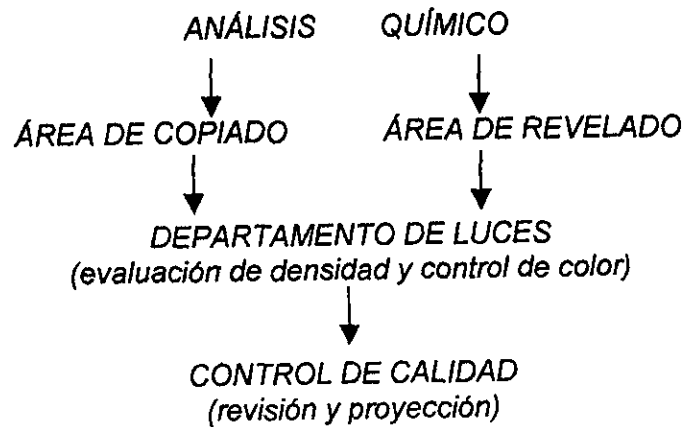 ANÁLISIS QUÍMICO
ÁREA DE COPIADO ÁREA DE REVELADO
DEPARTAMENTO DE LUCES
(evaluación de densidad y control de color)
CONTROL DE CALIDAD
(revisión y proyección)